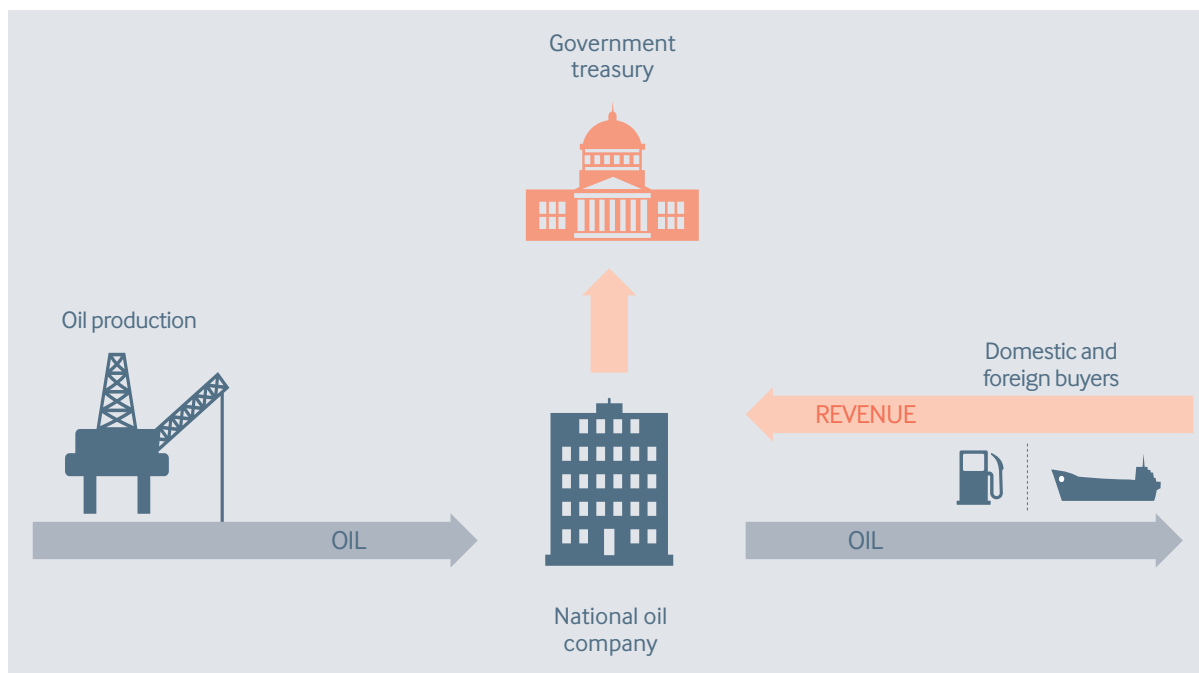 Government
treasury
Oil production
Domestic and
foreign buyers
REVENUE
OIL
OIL
National oil
company